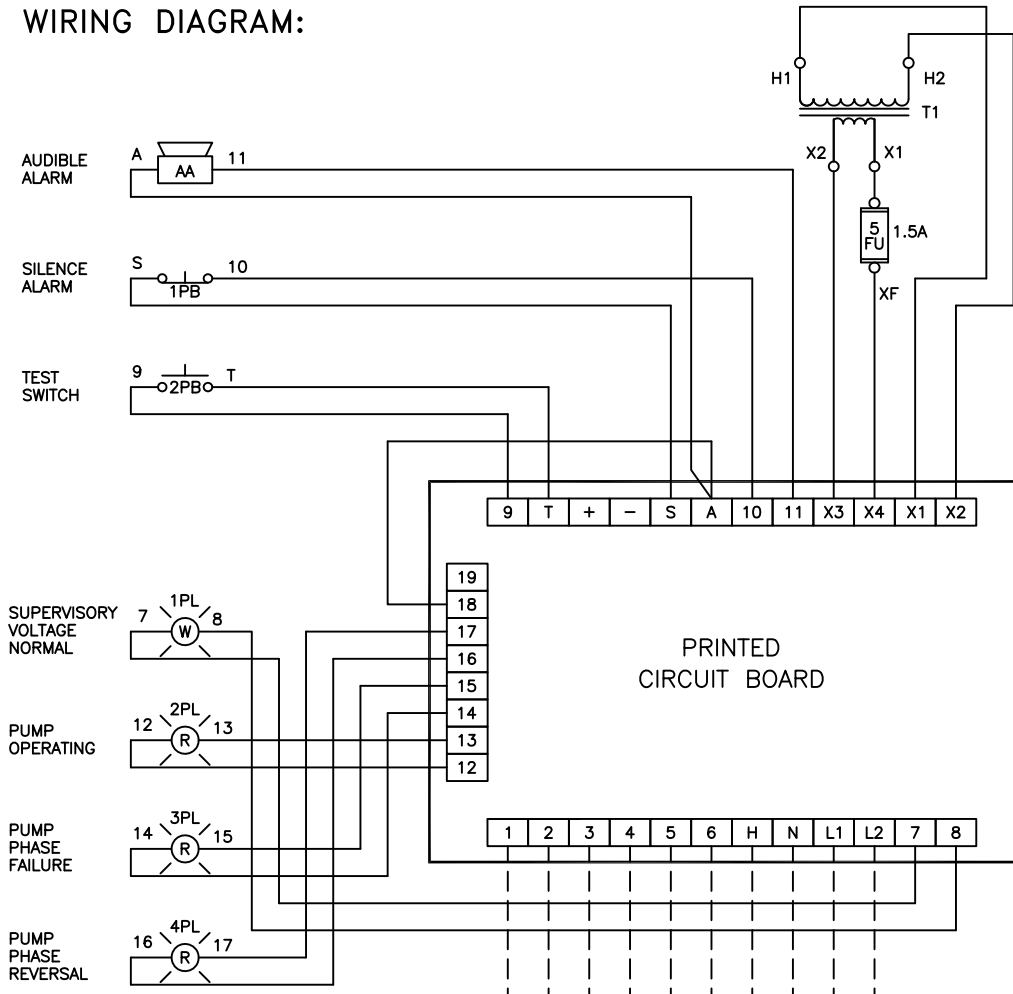 WIRING DIAGRAM:
H1
H2
T1
X2
X1
5
FU
1.5A
XF
AUDIBLE
ALARM
A
AA
11
SILENCE
ALARM
S
1PB
10
TEST
SWITCH
9
2PB
T
9 T + - S A 10 11 X3 X4 X1 X2
19
18
17
16
15
14
13
12
PRINTED
CIRCUIT BOARD
SUPERVISORY
VOLTAGE
NORMAL
7
1PL
W
8
PUMP
OPERATING
12
2PL
R
13
PUMP
PHASE
FAILURE
14
3PL
R
15
PUMP
PHASE
REVERSAL
16
4PL
R
17
1 2 3 4 5 6 H N L1 L2 7 8